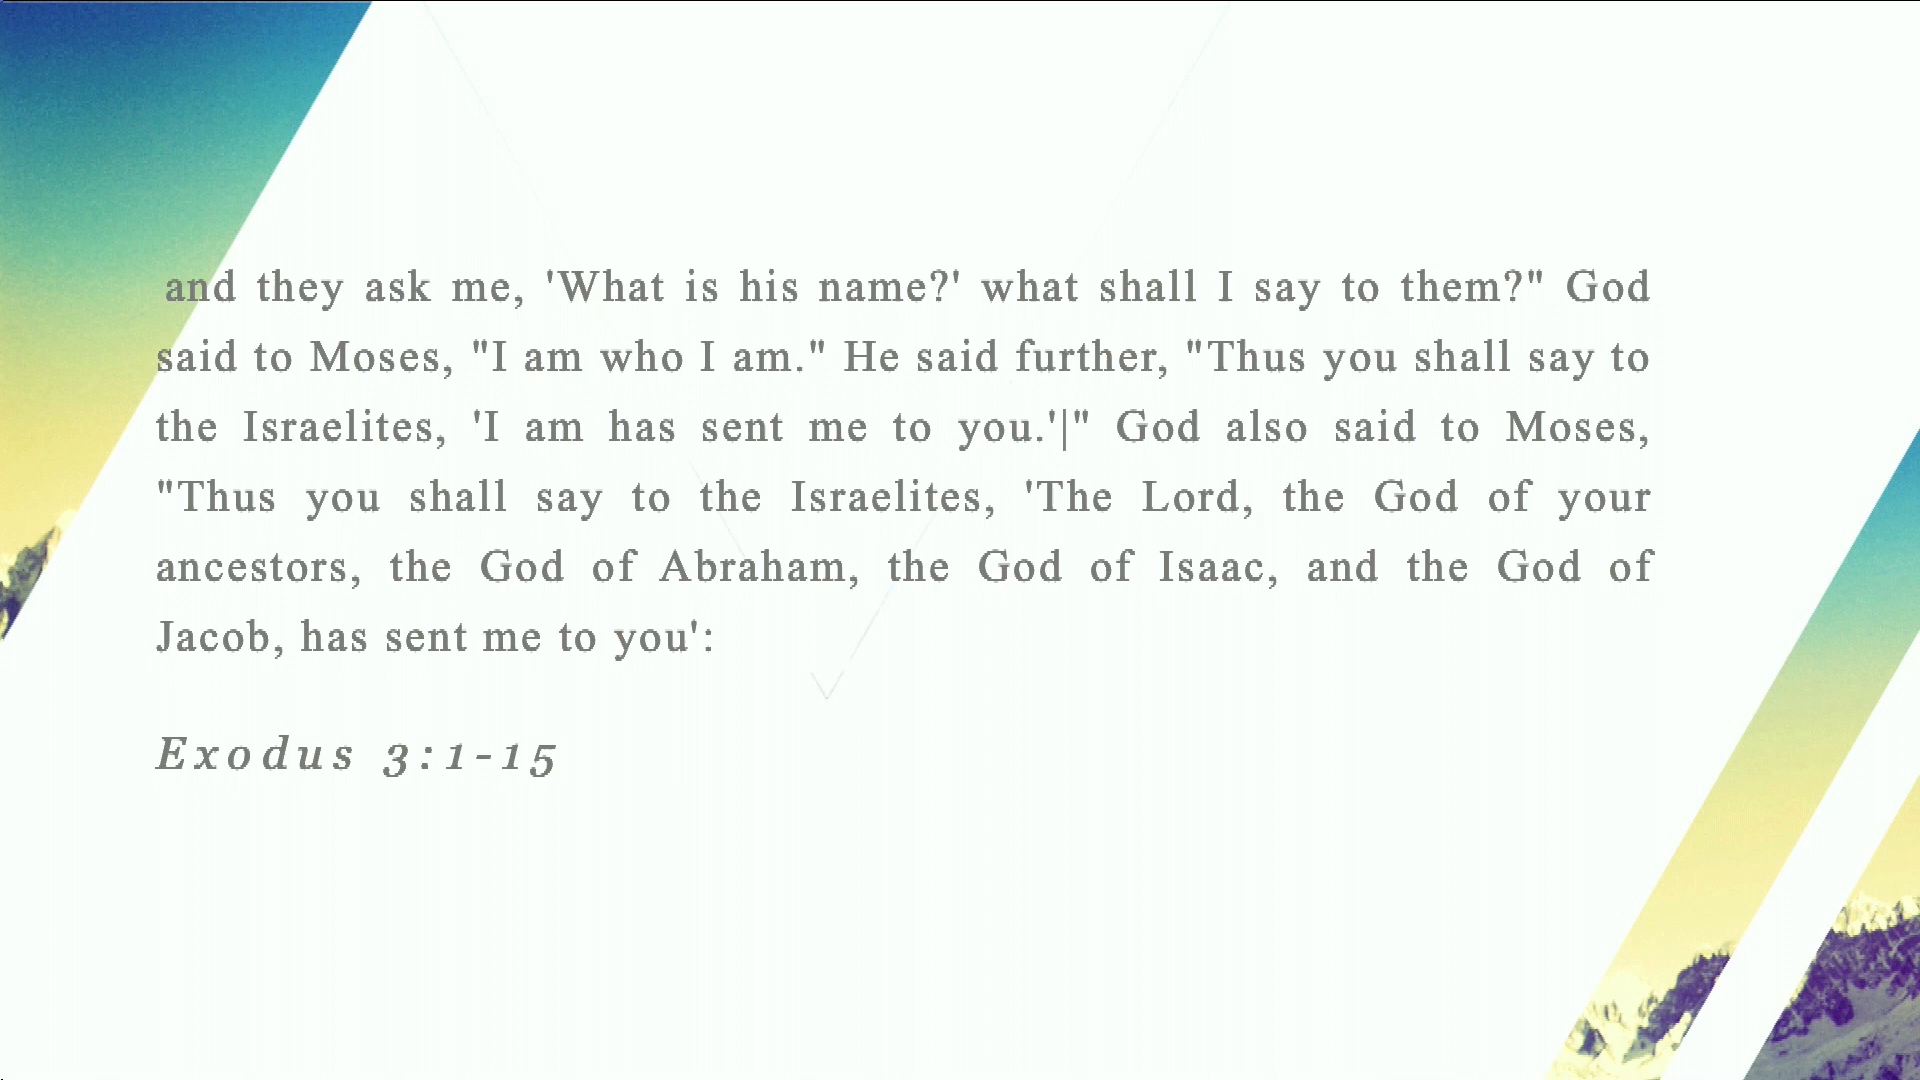 and they ask me, 'What is his name?' what shall I say to them?" God
said to Moses, "I am who I am." He said further, "Thus you shall say to
the Israelites, 'I am has sent me to you.'|" God also said to Moses,
"Thus you shall say to the Israelites, 'The Lord, the God of your
ancestors, the God of Abraham, the God of Isaac, and the God of
Jacob, has sent me to you':
Exodus 3:1-15